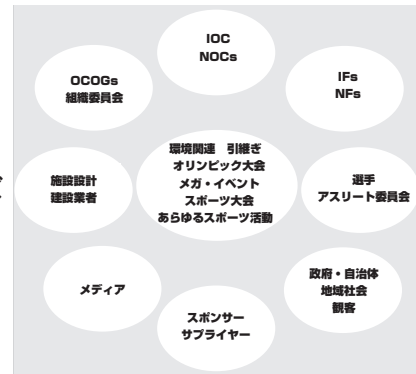 IOC
NOCs
OCOGs
組織委員会
IFs
NFs
環境関連 引継ぎ
オリンピック大会
メガ・イベント
スポーツ大会
あらゆるスポーツ活動
施設設計
建設業者
選手
アスリート委員会
メディア
政府・自治体
地域社会
観客
スポンサー
サプライヤー